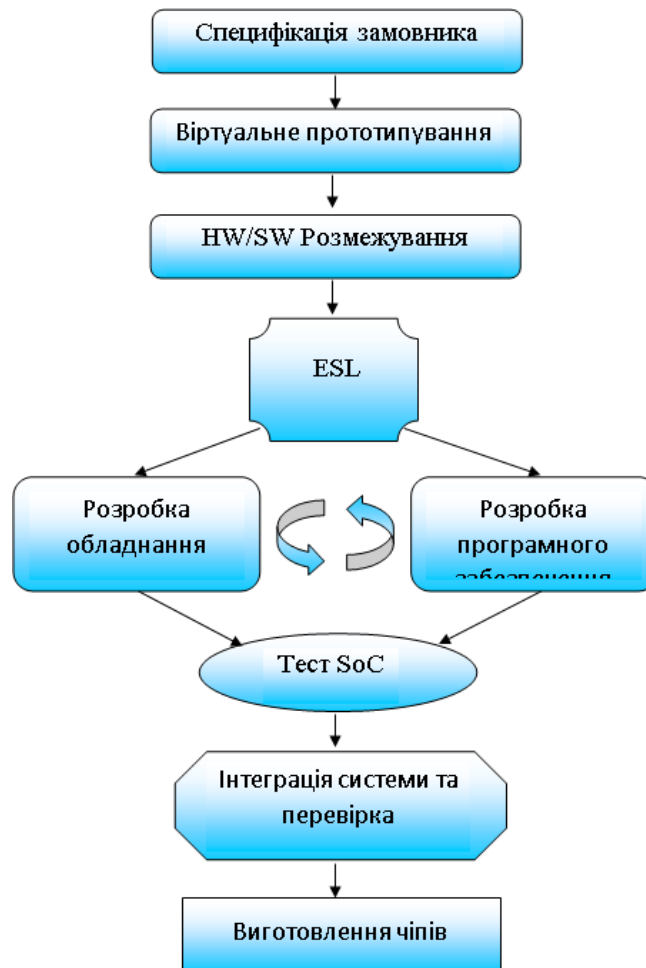 Специфікація замовника
Віртуальне прототипування
HW/SW Розмежування
ESL
Розробка
обладнання
Розробка
програмного
забезпечення
Тест SoC
Інтеграція системи та
перевірка
Виготовлення чіпів